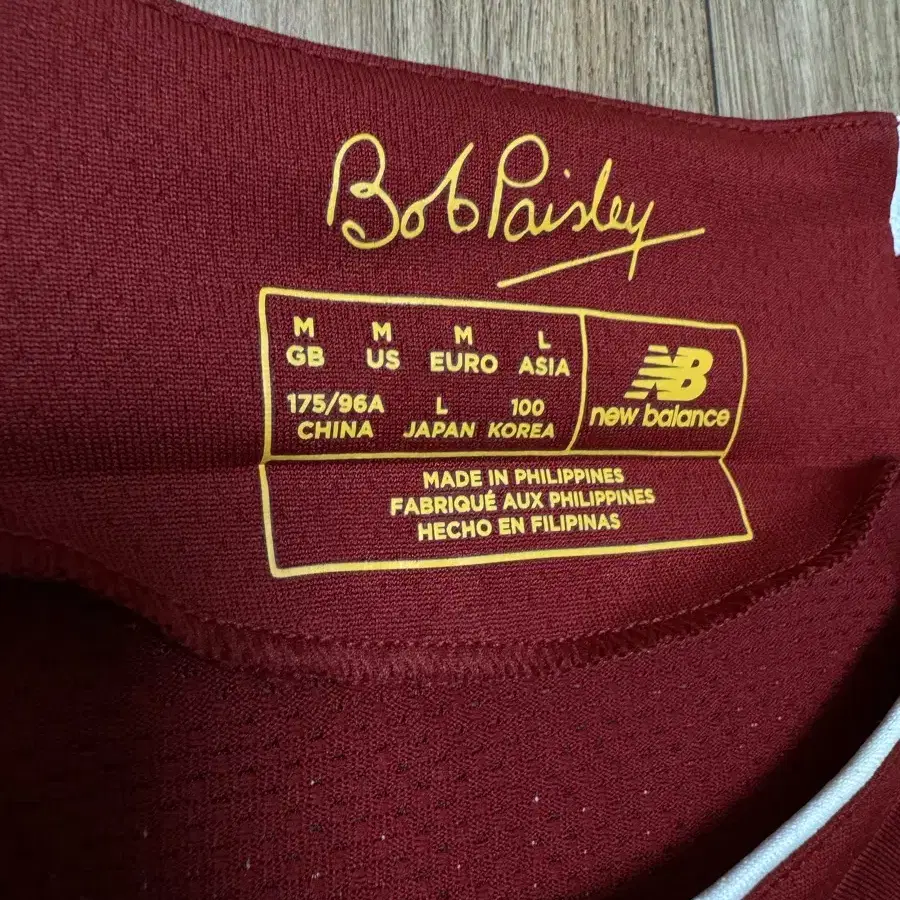 Bob Paisley
M M M L
GB US EURO ASIA
175/96A L 100
CHINA JAPAN KOREA
NB
new balance
MADE IN PHILIPPINES
FABRIQUÉ AUX PHILIPPINES
HECHO EN FILIPINAS